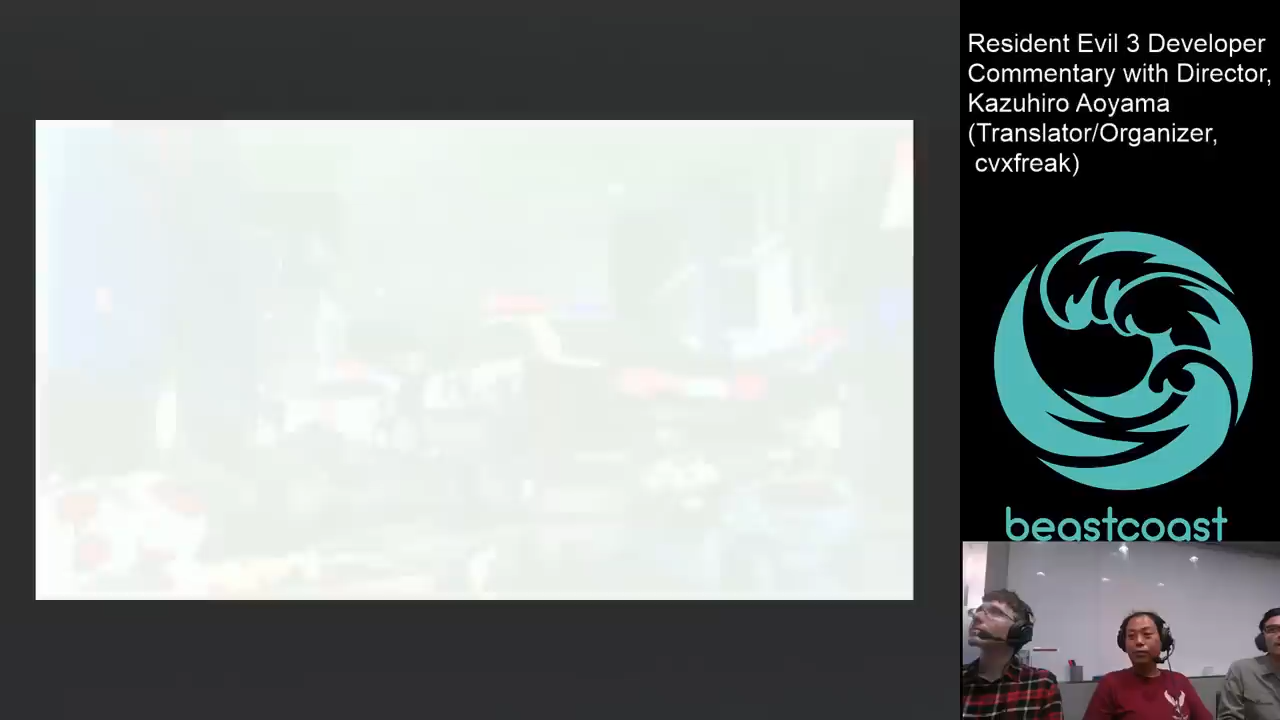 Resident Evil 3 Developer
Commentary with Director,
Kazuhiro Aoyama
(Translator/Organizer,
cvxfreak)
beastcoast